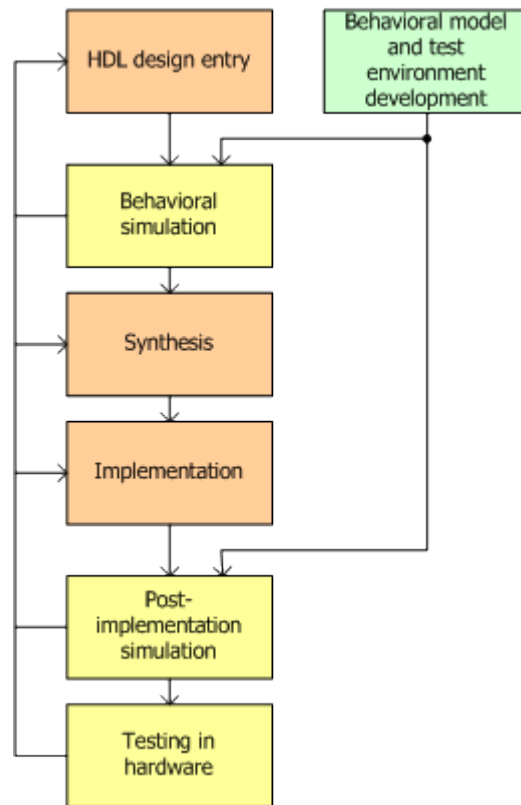 HDL design entry
Behavioral model
and test
environment
development
Behavioral
simulation
Synthesis
Implementation
Post-
implementation
simulation
Testing in
hardware